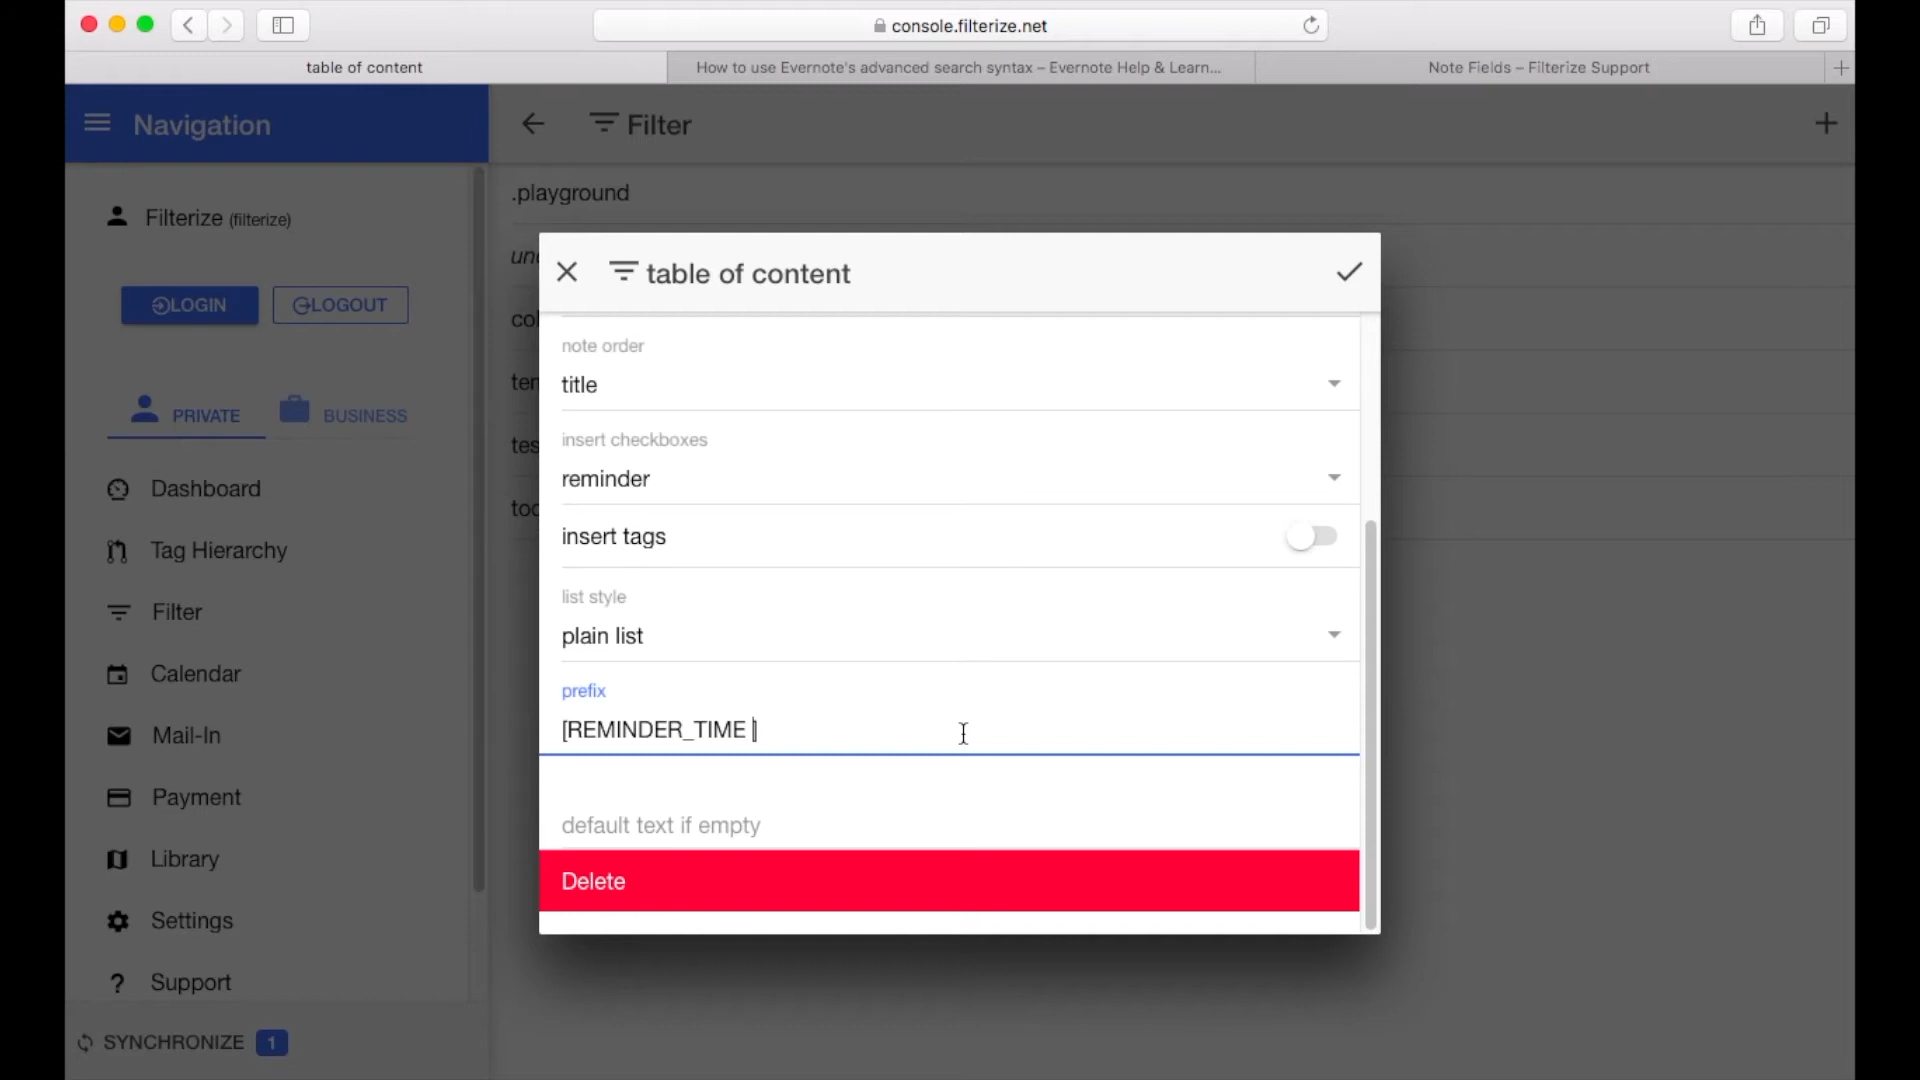 console.filterize.net
table of content
How to use Evernote's advanced search syntax – Evernote Help & Learn...
Note Fields – Filterize Support
Navigation
Filter
Filterize (filterize)
LOGIN
LOGOUT
PRIVATE
BUSINESS
Dashboard
Tag Hierarchy
Filter
Calendar
Mail-In
Payment
Library
Settings
Support
SYNCHRONIZE 1
.playground
table of content
note order
title
insert checkboxes
reminder
insert tags
list style
plain list
prefix
[REMINDER_TIME ]
default text if empty
Delete